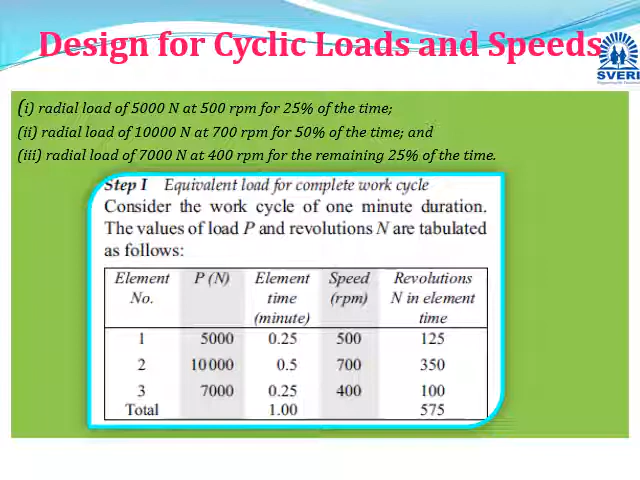 Design for Cyclic Loads and Speeds
SVERI
(i) radial load of 5000 N at 500 rpm for 25% of the time;
(ii) radial load of 10000 N at 700 rpm for 50% of the time; and
(iii) radial load of 7000 N at 400 rpm for the remaining 25% of the time.
Step I Equivalent load for complete work cycle
Consider the work cycle of one minute duration.
The values of load P and revolutions N are tabulated
as follows:
Element P (N) Element Speed Revolutions
No. time (rpm) N in element
(minute) time
1 5000 0.25 500 125
2 10000 0.5 700 350
3 7000 0.25 400 100
Total 1.00 575